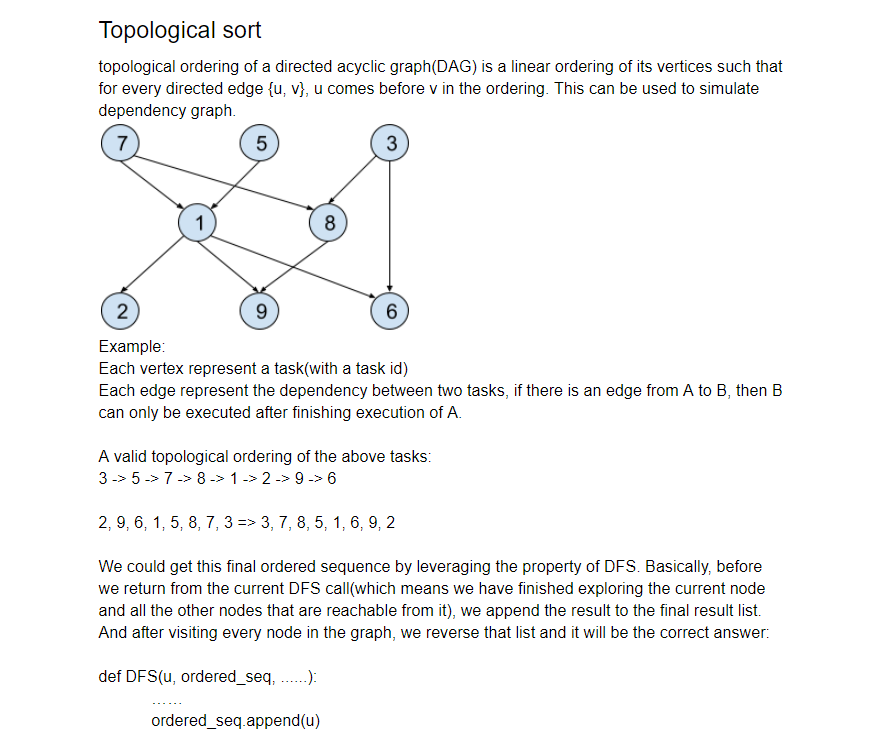 Topological sort
topological ordering of a directed acyclic graph(DAG) is a linear ordering of its vertices such that
for every directed edge {u, v}, u comes before v in the ordering. This can be used to simulate
dependency graph.
7 5 3
1 8
2 9 6
Example:
Each vertex represent a task(with a task id)
Each edge represent the dependency between two tasks, if there is an edge from A to B, then B
can only be executed after finishing execution of A.
A valid topological ordering of the above tasks:
3 -> 5 -> 7 -> 8 -> 1 -> 2 -> 9 -> 6
2, 9, 6, 1, 5, 8, 7, 3 => 3, 7, 8, 5, 1, 6, 9, 2
We could get this final ordered sequence by leveraging the property of DFS. Basically, before
we return from the current DFS call(which means we have finished exploring the current node
and all the other nodes that are reachable from it), we append the result to the final result list.
And after visiting every node in the graph, we reverse that list and it will be the correct answer:
def DFS(u, ordered_seq, ......):
......
ordered_seq.append(u)